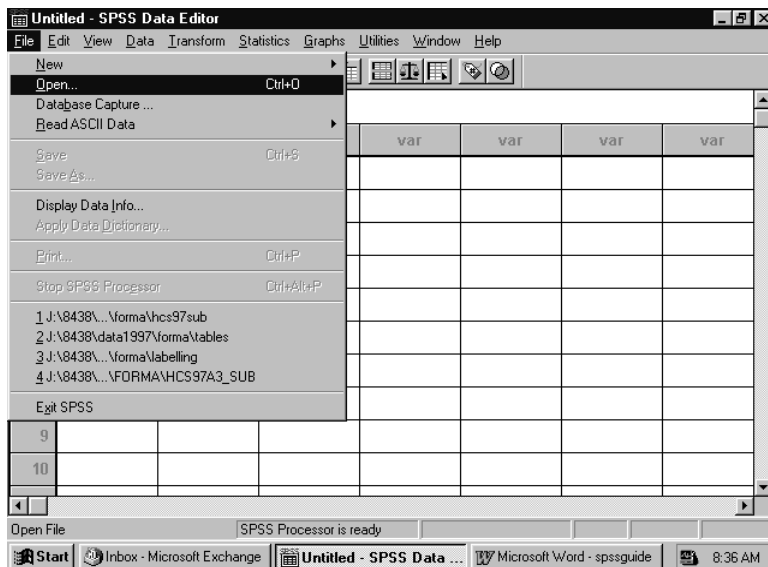 Untitled - SPSS Data Editor
File Edit View Data Transform Statistics Graphs Utilities Window Help
New
Open... Ctrl+O
Database Capture ...
Read ASCII Data
var var var var
Save Ctrl+S
Save As...
Display Data Info...
Apply Data Dictionary...
Print... Ctrl+P
Stop SPSS Processor Ctrl+Alt+P
1 J:\8438\...\forma\hcs97sub
2 J:\8438\data1997\forma\tables
3 J:\8438\...\forma\labelling
4 J:\8438\...\FORMA\HCS97A3_SUB
Exit SPSS
9
10
Open File SPSS Processor is ready
Start Inbox - Microsoft Exchange Untitled - SPSS Data ... Microsoft Word - spssguide 8:36 AM